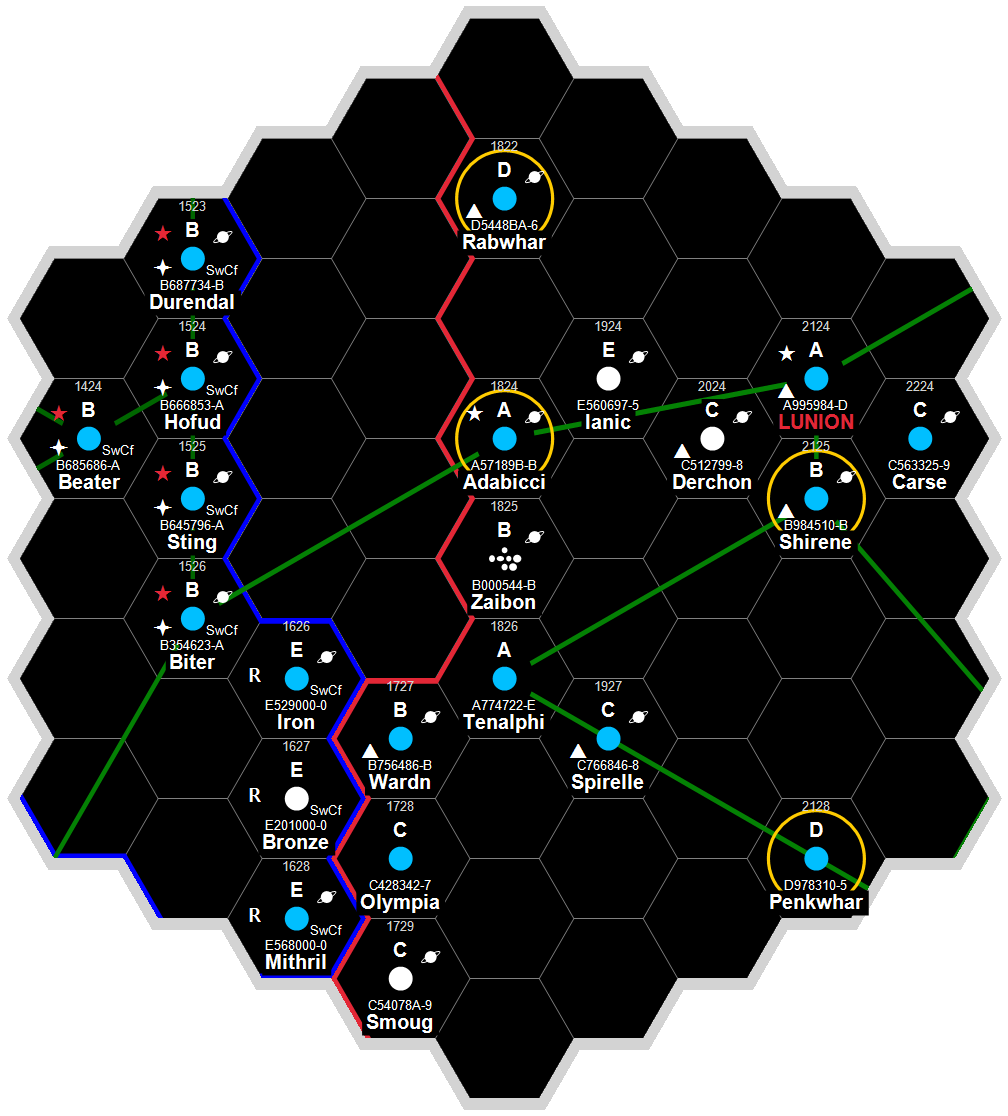 1822
D
D5448BA-6
Rabwhar
1523
B
SwCf
B687734-B
Durendal
1524
B
SwCf
B666853-A
Hofud
1924
E
E560697-5
Ianic
2124
A
A995984-D
LUNION
1424
B
SwCf
B685686-A
Beater
1824
A
A57189B-B
Adabicci
2024
C
C512799-8
Derchon
2224
C
C563325-9
Carse
1525
B
SwCf
B645796-A
Sting
2125
B
B984510-B
Shirene
1825
B
B000544-B
Zaibon
1526
B
SwCf
B354623-A
Biter
1626
E
R
SwCf
E529000-0
Iron
1826
A
A774722-E
Tenalphi
1727
B
B756486-B
Wardn
1927
C
C766846-8
Spirelle
1627
E
R
SwCf
E201000-0
Bronze
1728
C
C428342-7
Olympia
2128
D
D978310-5
Penkwhar
1628
E
R
SwCf
E568000-0
Mithril
1729
C
C54078A-9
Smoug